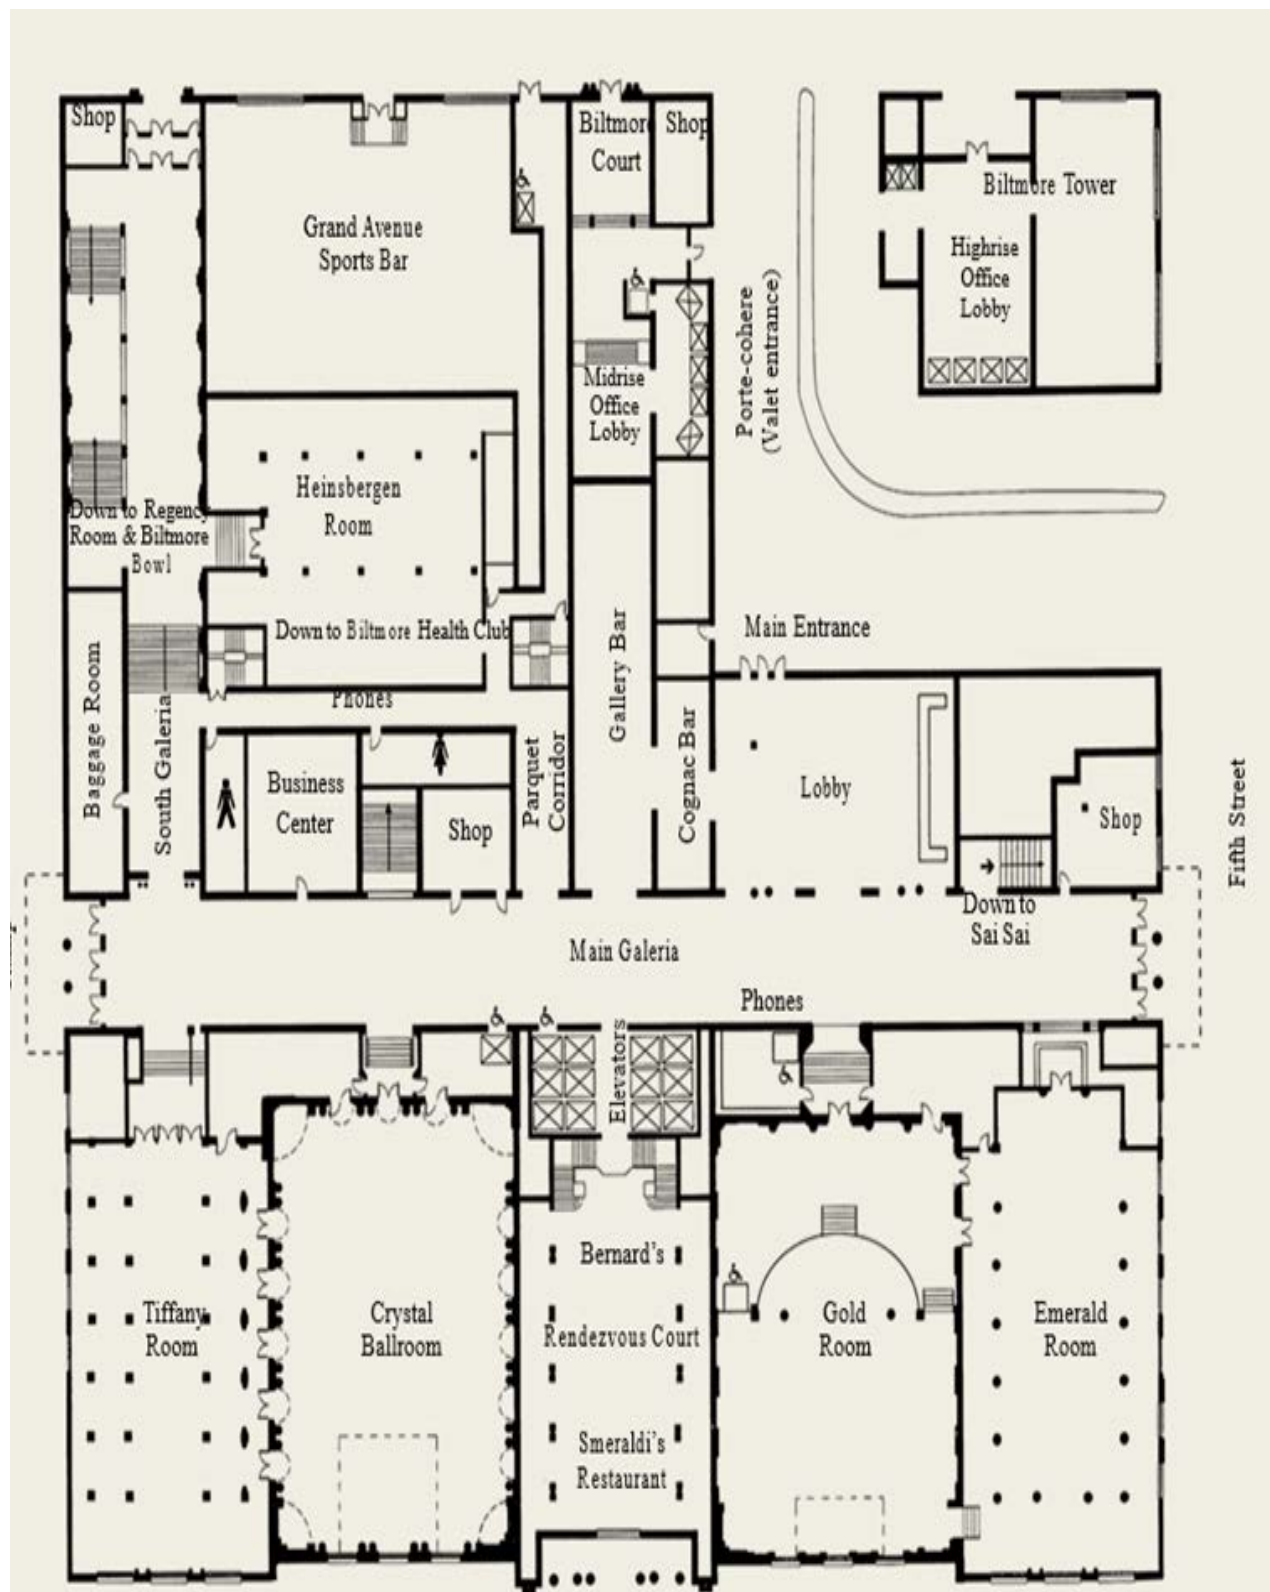 Shop
Biltmore
Court
Shop
Biltmore Tower
Grand Avenue
Sports Bar
Highrise
Office
Lobby
Porte-cohere
(Valet entrance)
Midrise
Office
Lobby
Heinsbergen
Room
Down to Regency
Room & Biltmore
Bowl
Down to Biltmore Health Club
Main Entrance
Gallery Bar
Baggage Room
South Galeria
Phones
Business
Center
Shop
Parquet
Corridor
Cognac Bar
Lobby
Shop
Fifth Street
Down to
Sai Sai
Main Galeria
Phones
Elevators
Bernard's
Tiffany
Room
Crystal
Ballroom
Rendezvous Court
Gold
Room
Emerald
Room
Smeraldi's
Restaurant